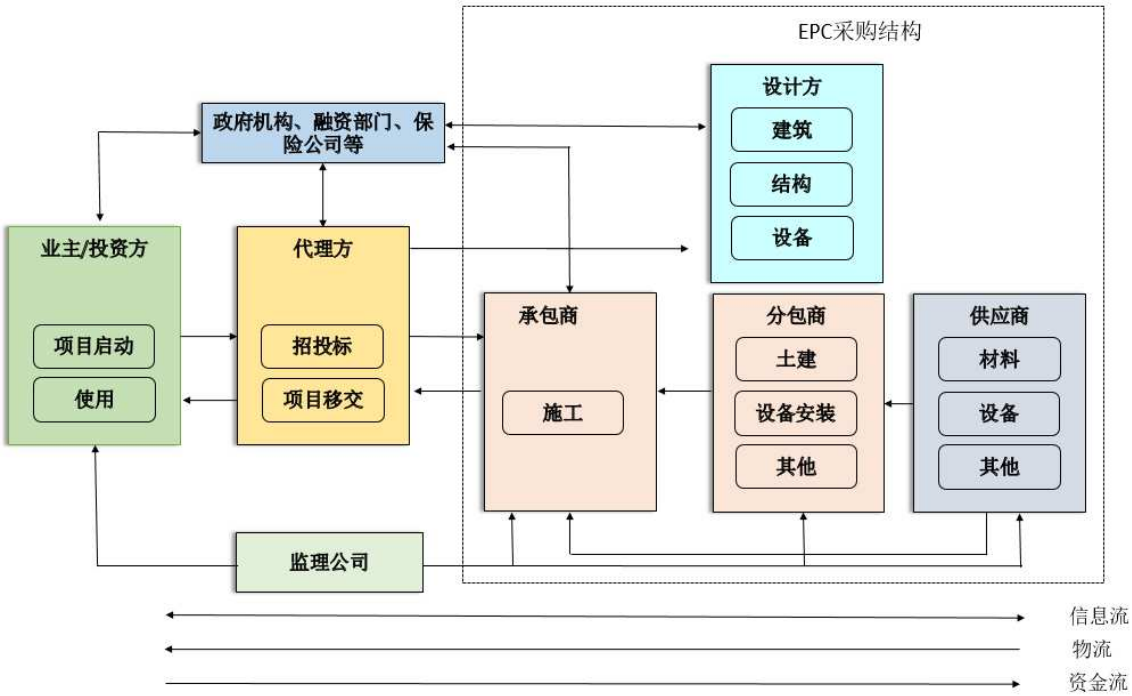 EPC采购结构
设计方
建筑
结构
设备
政府机构、融资部门、保
险公司等
业主/投资方
项目启动
使用
代理方
招投标
项目移交
承包商
施工
分包商
土建
设备安装
其他
供应商
材料
设备
其他
监理公司
信息流
物流
资金流